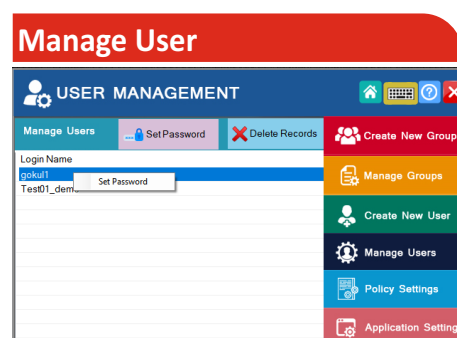 Manage User
USER MANAGEMENT
Manage Users
Set Password
Delete Records
Create New Group
Login Name
gokul1
Set Password
Test01_demo
Manage Groups
Create New User
Manage Users
Policy Settings
Application Setting